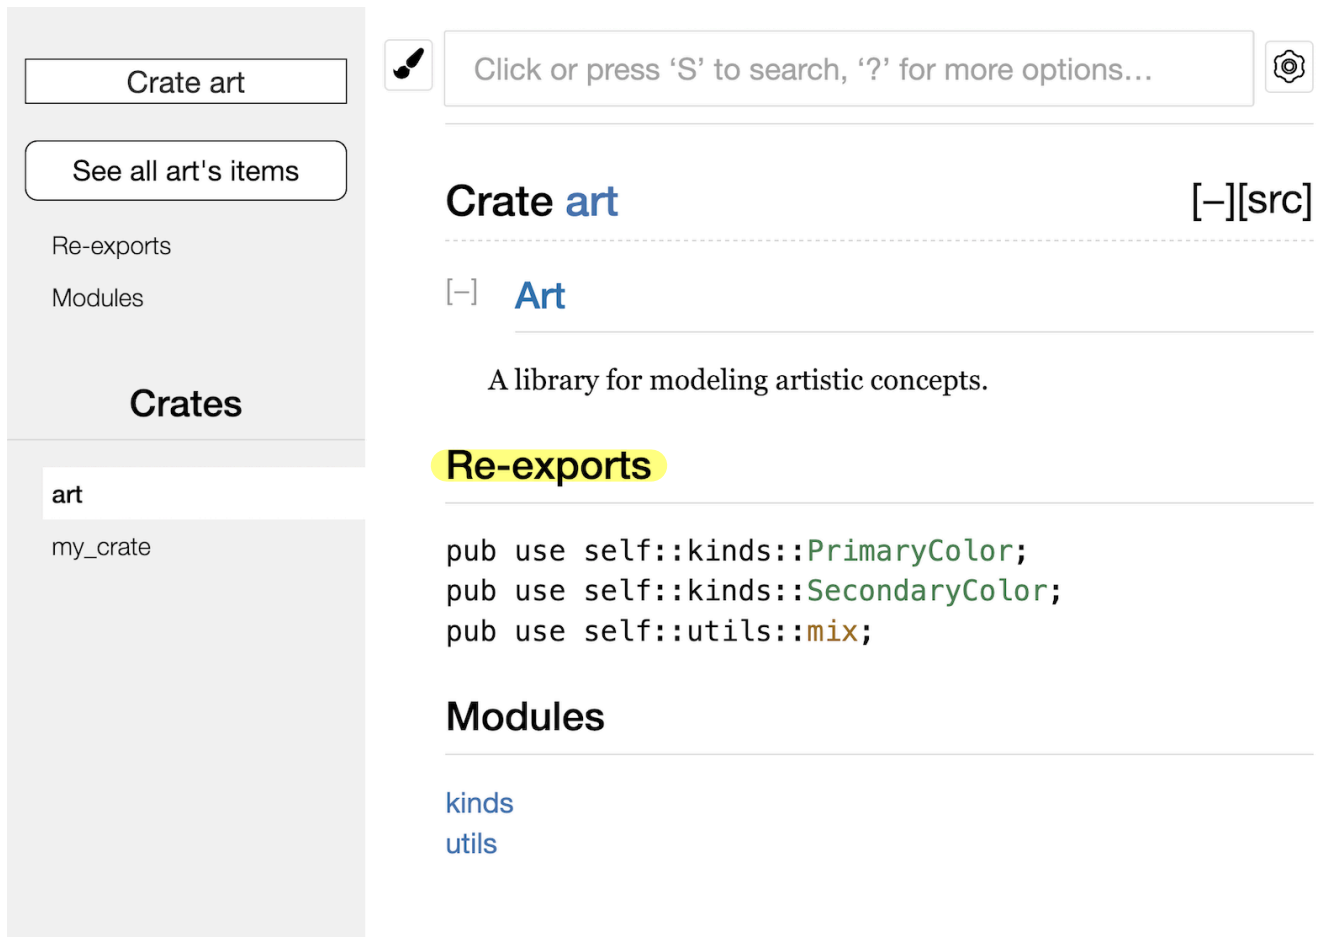 Crate art
See all art's items
Re-exports
Modules
Crates
art
my_crate
Click or press ‘S’ to search, ‘?’ for more options…
Crate art [−][src]
[−] Art
A library for modeling artistic concepts.
Re-exports
pub use self::kinds::PrimaryColor;
pub use self::kinds::SecondaryColor;
pub use self::utils::mix;
Modules
kinds
utils